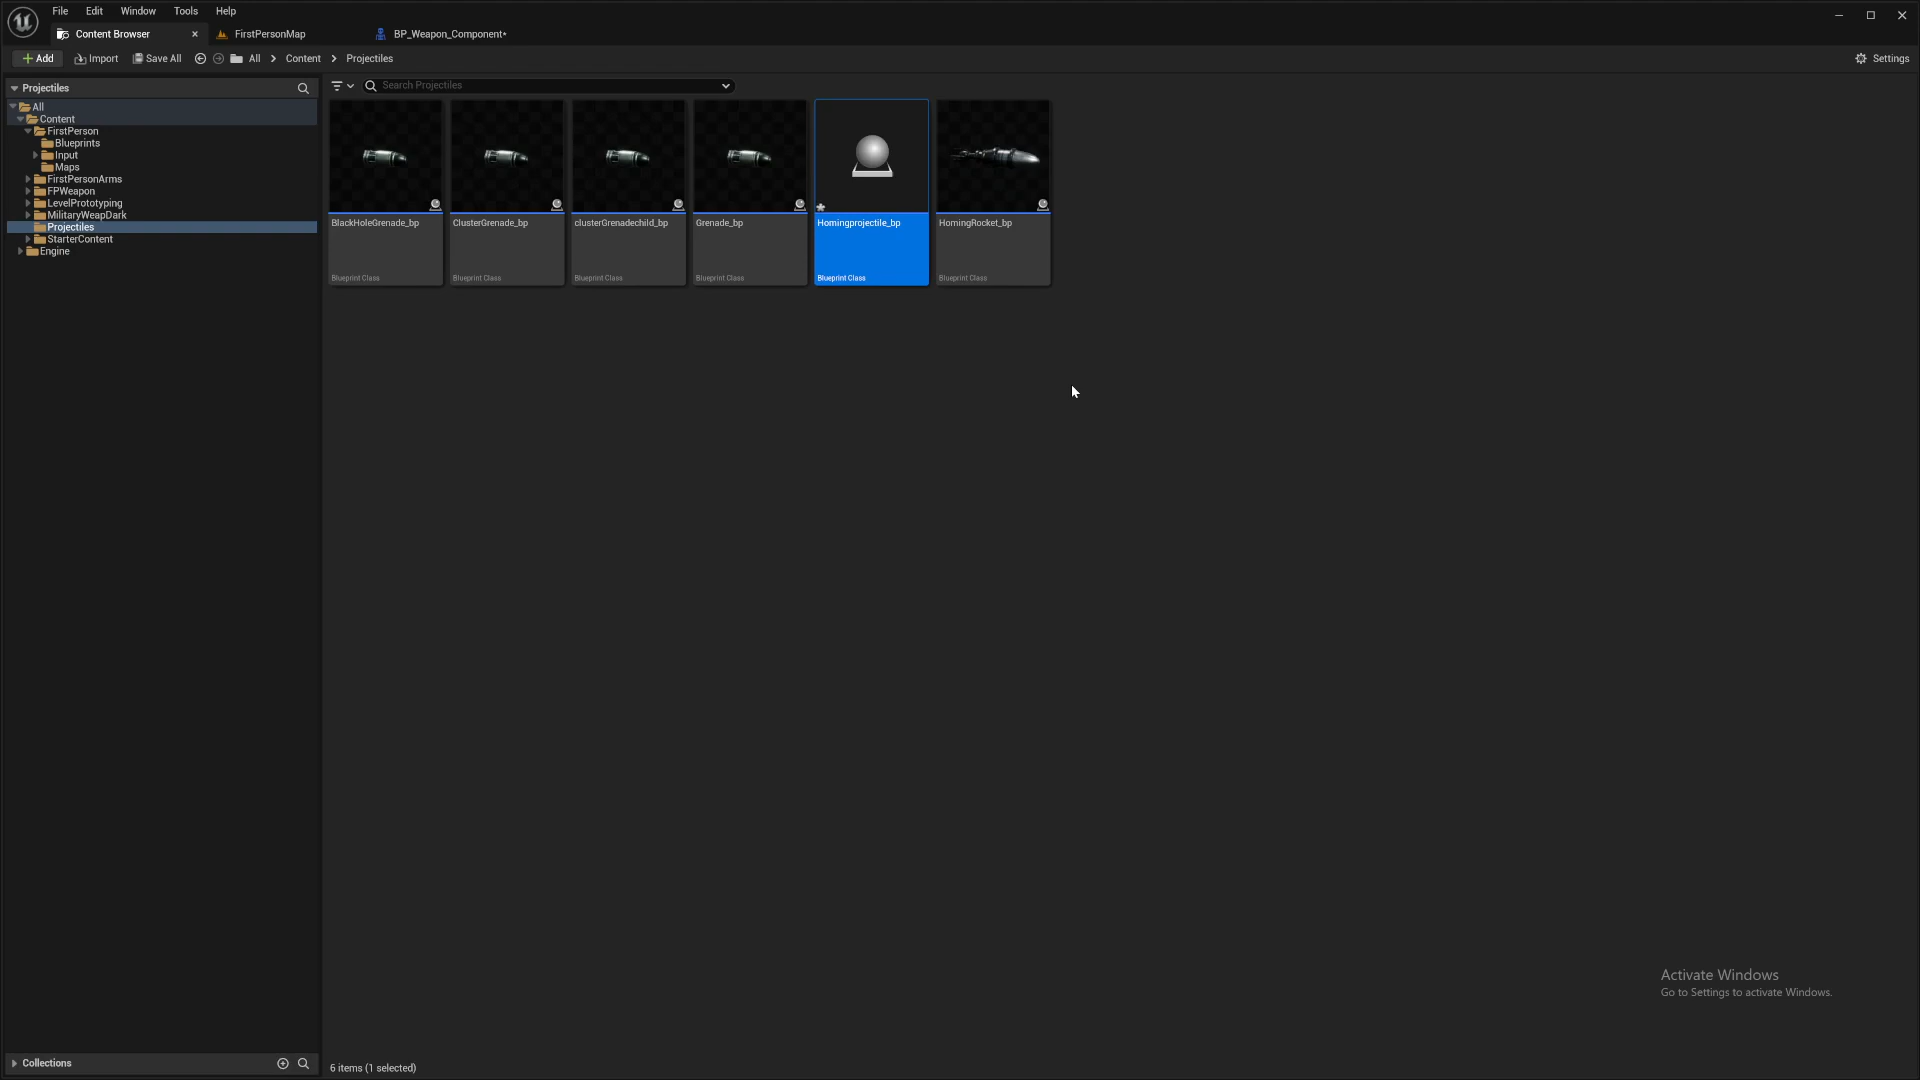 File Edit Window Tools Help
Content Browser FirstPersonMap BP_Weapon_Component*
Add Import Save All All Content Projectiles Settings
Projectiles
Search Projectiles
All
Content
FirstPerson
Blueprints
Input
Maps
FirstPersonArms
FPWeapon
LevelPrototyping
MilitaryWeapDark
Projectiles
StarterContent
Engine
BlackHoleGrenade_bp ClusterGrenade_bp clusterGrenadechild_bp Grenade_bp Homingprojectile_bp HomingRocket_bp
Blueprint Class Blueprint Class Blueprint Class Blueprint Class Blueprint Class Blueprint Class
Activate Windows
Go to Settings to activate Windows.
Collections
6 items (1 selected)